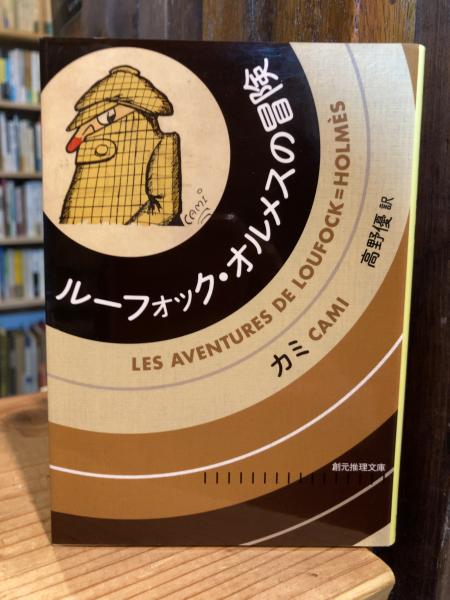 CAMI
ルーフォック・オルメスの冒険
LES AVENTURES DE LOUFOCK=HOLMÈS
カミ CAMI
高野優 訳
創元推理文庫